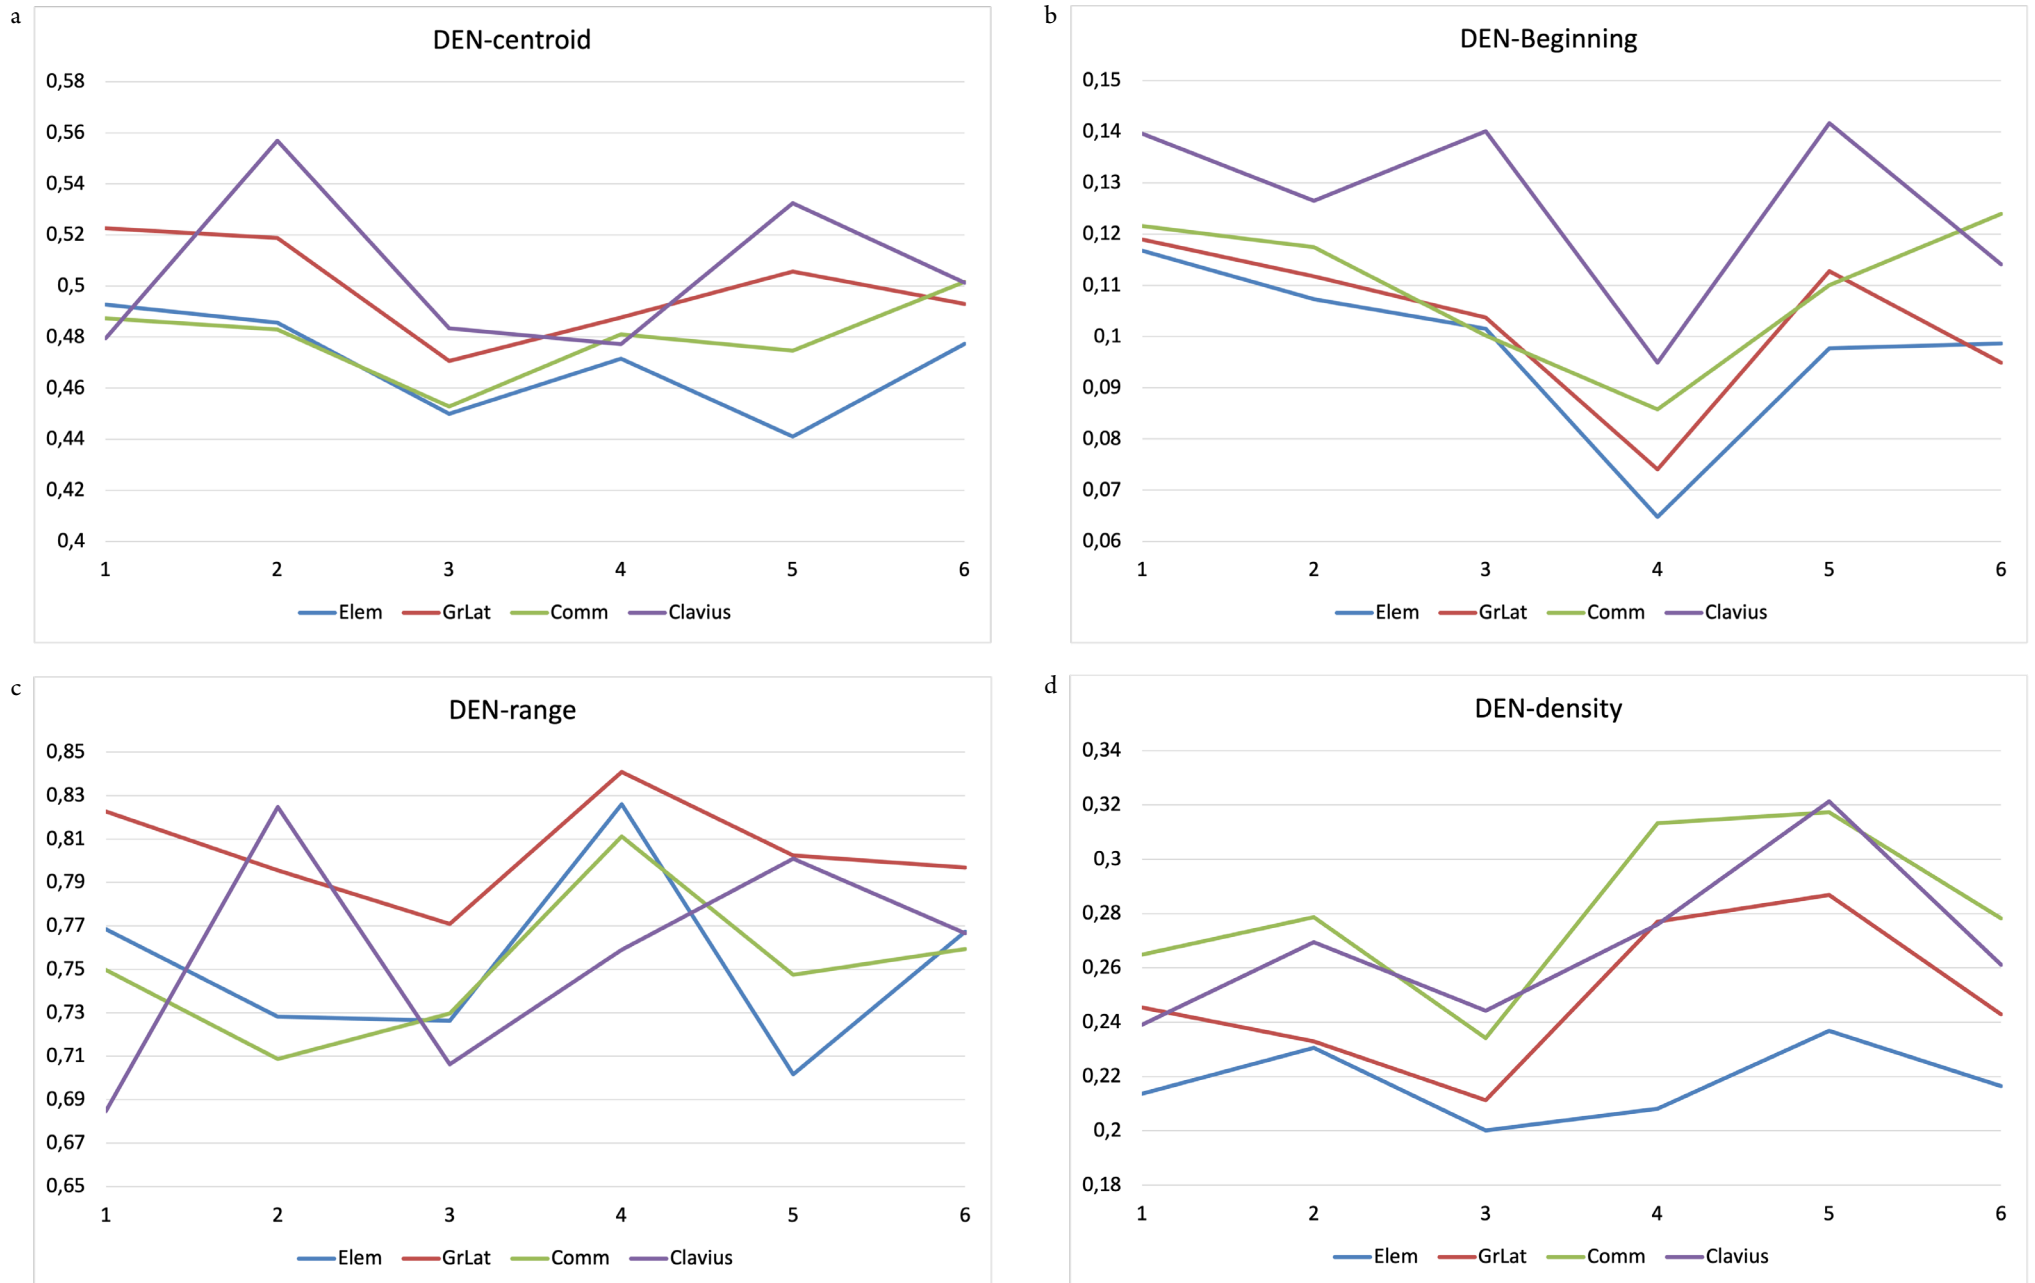 a
DEN-centroid
0,58
0,56
0,54
0,52
0,5
0,48
0,46
0,44
0,42
0,4
1 2 3 4 5 6
Elem GrLat Comm Clavius
b
DEN-Beginning
0,15
0,14
0,13
0,12
0,11
0,1
0,09
0,08
0,07
0,06
1 2 3 4 5 6
Elem GrLat Comm Clavius
c
DEN-range
0,85
0,83
0,81
0,79
0,77
0,75
0,73
0,71
0,69
0,67
0,65
1 2 3 4 5 6
Elem GrLat Comm Clavius
d
DEN-density
0,34
0,32
0,3
0,28
0,26
0,24
0,22
0,2
0,18
1 2 3 4 5 6
Elem GrLat Comm Clavius